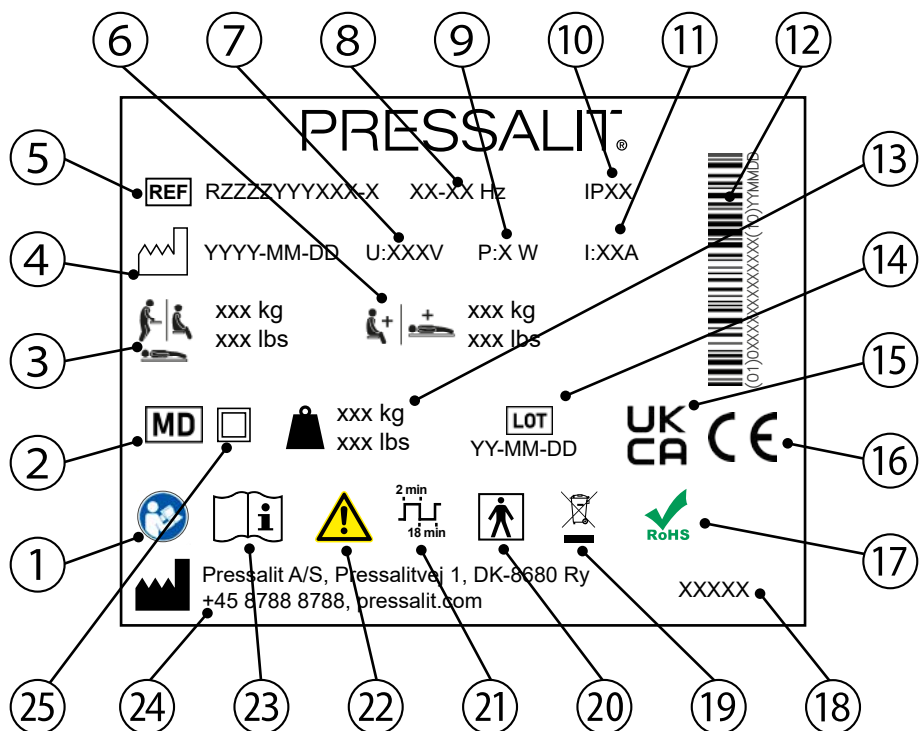 6 7 8 9 10 11 12
PRESSALIT®
5 REF RZZZZYYYXXX-X XX-XX Hz IPXX 13
4 YYYY-MM-DD U:XXXV P:X W I:XXA 14
3 xxx kg xxx kg
xxx lbs xxx lbs
(01)0XXXXXXXXXXXXX(10)YYMMDD
15
2 MD xxx kg LOT UK CA CE 16
xxx lbs YY-MM-DD
1 2 min
18 min RoHS 17
Pressalit A/S, Pressalitvej 1, DK-8680 Ry
+45 8788 8788, pressalit.com XXXXX
25 24 23 22 21 20 19 18